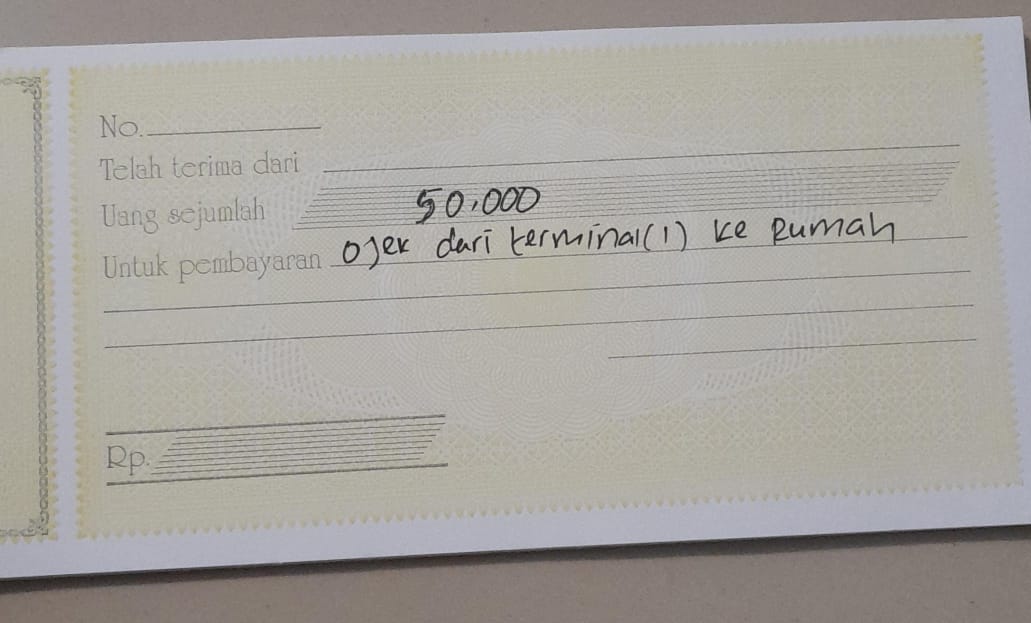 No.
Telah terima dari
Uang sejumlah 50.000
Untuk pembayaran Ojek dari terminal (1) ke Rumah
Rp.